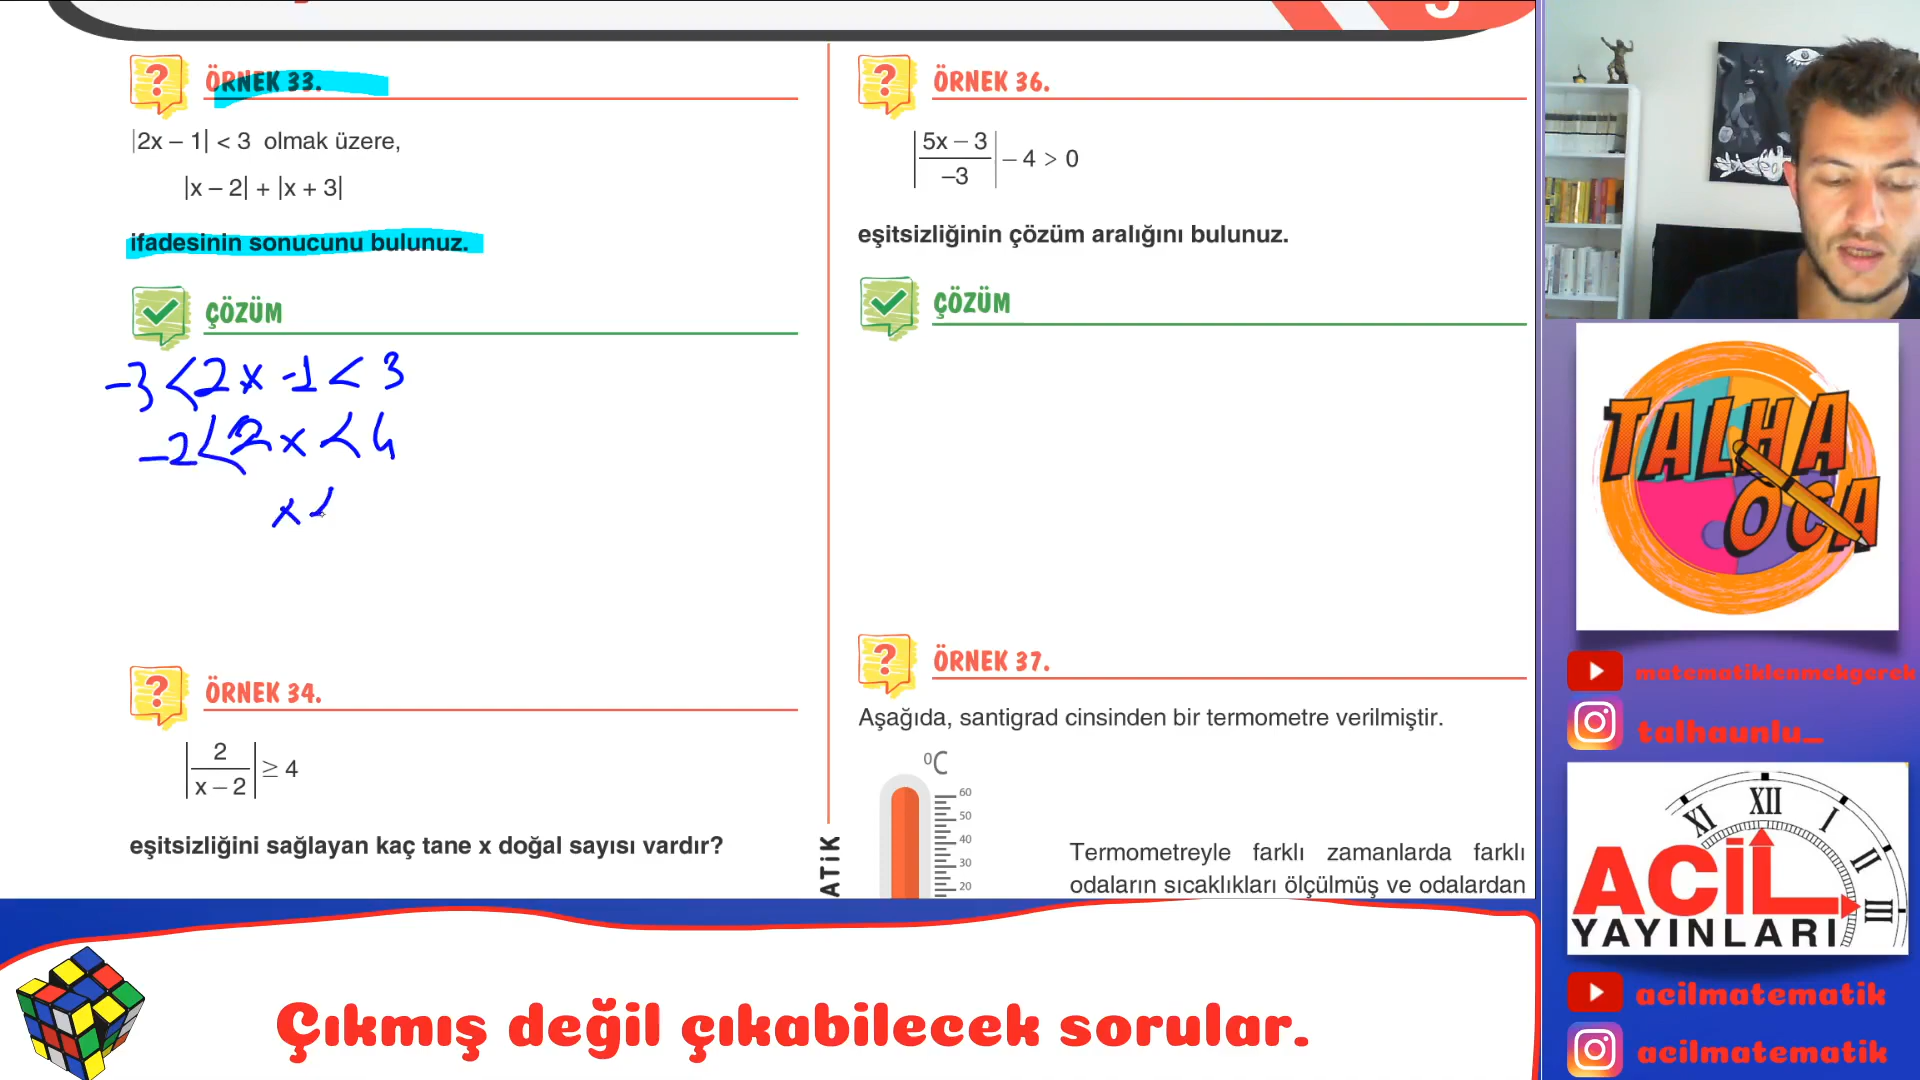 ÖRNEK 33.
|2x – 1| < 3 olmak üzere,
|x – 2| + |x + 3|
ifadesinin sonucunu bulunuz.
ÇÖZÜM
-3 < 2x -1 < 3
-2 < 2x < 4
x <
ÖRNEK 34.
|2 / (x – 2)| ≥ 4
eşitsizliğini sağlayan kaç tane x doğal sayısı vardır?
ATİK
ÖRNEK 36.
|(5x – 3) / –3| – 4 > 0
eşitsizliğinin çözüm aralığını bulunuz.
ÇÖZÜM
ÖRNEK 37.
Aşağıda, santigrad cinsinden bir termometre verilmiştir.
⁰C
60
50
40
30
20
Termometreyle farklı zamanlarda farklı
odaların sıcaklıkları ölçülmüş ve odalardan
TALHA
OCA
matematiklenmekgerek
talhaunlu_
XI XII I II III
ACİL
YAYINLARI
acilmatematik
acilmatematik
Çıkmış değil çıkabilecek sorular.